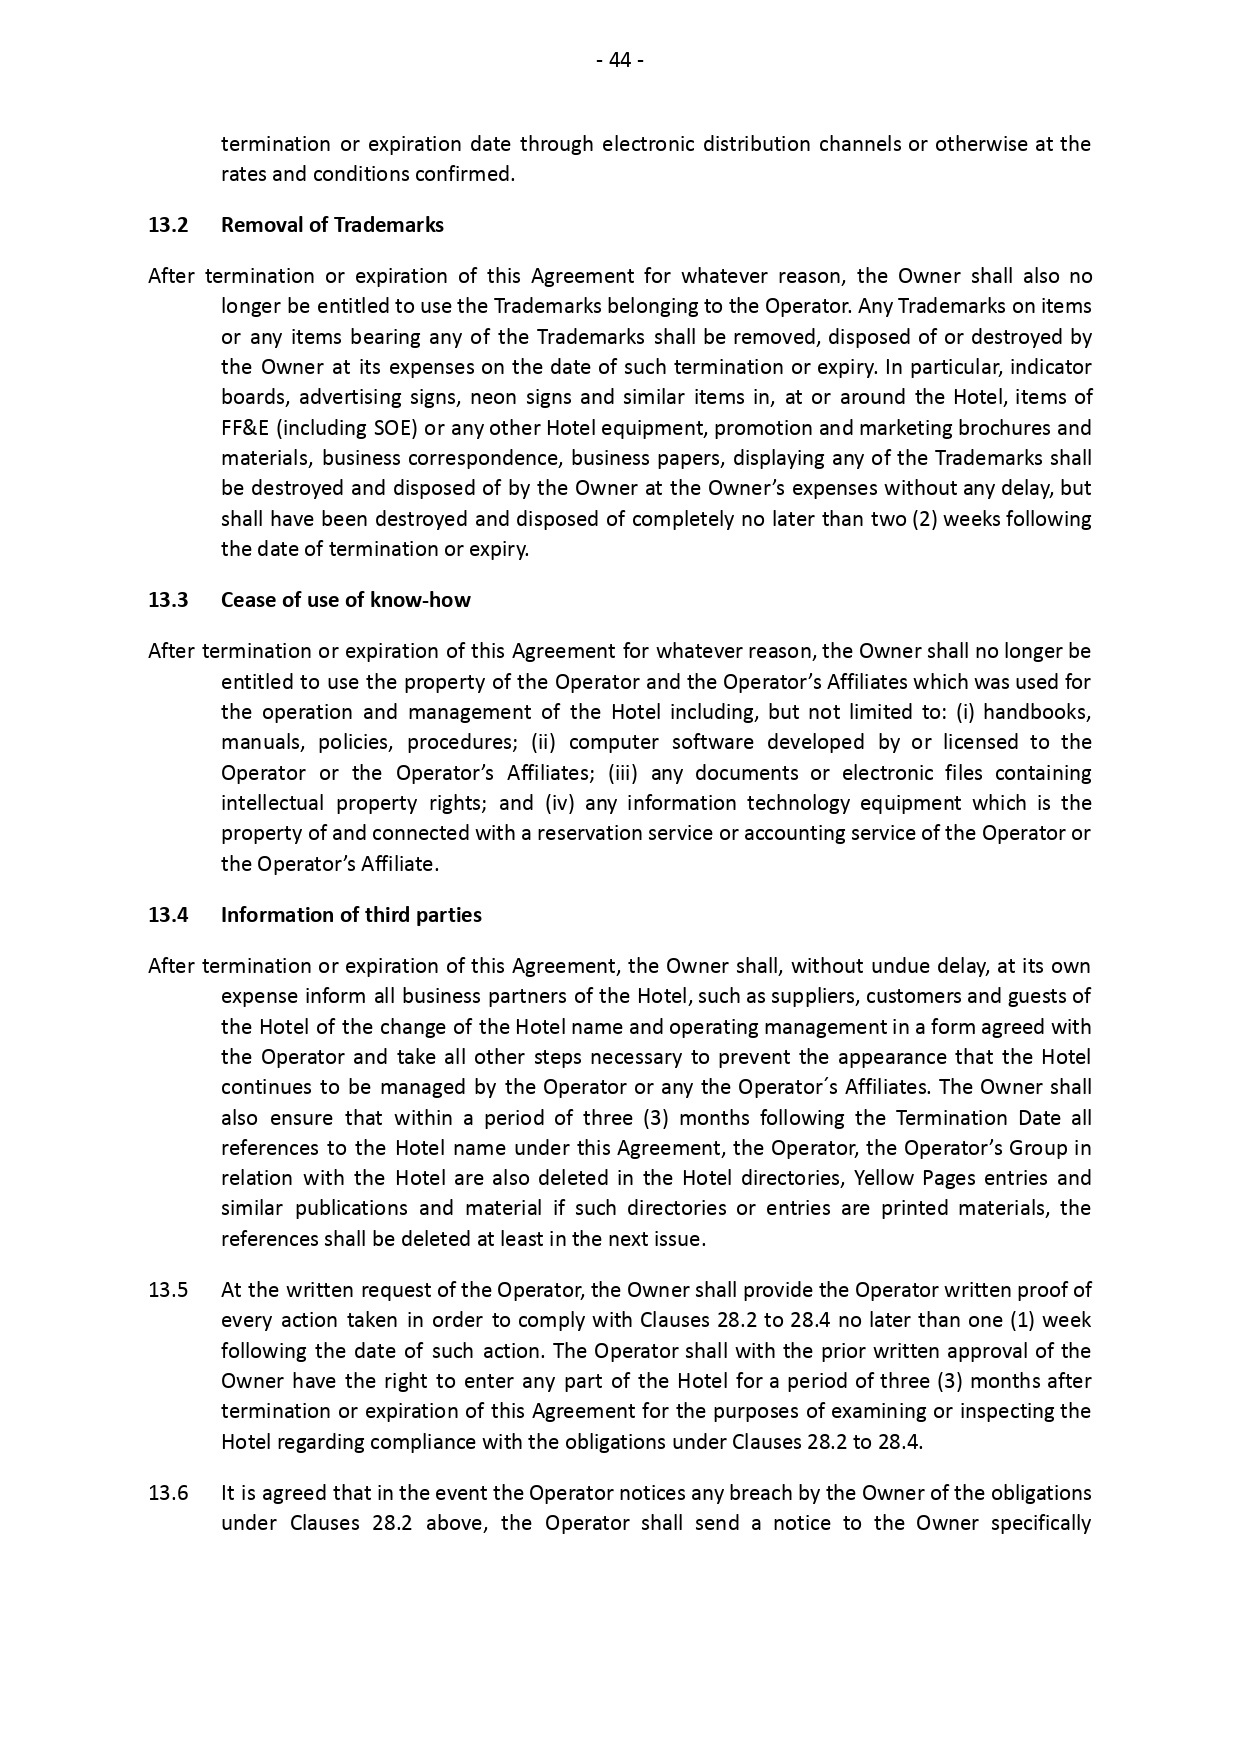 - 44 -
termination or expiration date through electronic distribution channels or otherwise at the
rates and conditions confirmed.
13.2 Removal of Trademarks
After termination or expiration of this Agreement for whatever reason, the Owner shall also no
longer be entitled to use the Trademarks belonging to the Operator. Any Trademarks on items
or any items bearing any of the Trademarks shall be removed, disposed of or destroyed by
the Owner at its expenses on the date of such termination or expiry. In particular, indicator
boards, advertising signs, neon signs and similar items in, at or around the Hotel, items of
FF&E (including SOE) or any other Hotel equipment, promotion and marketing brochures and
materials, business correspondence, business papers, displaying any of the Trademarks shall
be destroyed and disposed of by the Owner at the Owner’s expenses without any delay, but
shall have been destroyed and disposed of completely no later than two (2) weeks following
the date of termination or expiry.
13.3 Cease of use of know-how
After termination or expiration of this Agreement for whatever reason, the Owner shall no longer be
entitled to use the property of the Operator and the Operator’s Affiliates which was used for
the operation and management of the Hotel including, but not limited to: (i) handbooks,
manuals, policies, procedures; (ii) computer software developed by or licensed to the
Operator or the Operator’s Affiliates; (iii) any documents or electronic files containing
intellectual property rights; and (iv) any information technology equipment which is the
property of and connected with a reservation service or accounting service of the Operator or
the Operator’s Affiliate.
13.4 Information of third parties
After termination or expiration of this Agreement, the Owner shall, without undue delay, at its own
expense inform all business partners of the Hotel, such as suppliers, customers and guests of
the Hotel of the change of the Hotel name and operating management in a form agreed with
the Operator and take all other steps necessary to prevent the appearance that the Hotel
continues to be managed by the Operator or any the Operator´s Affiliates. The Owner shall
also ensure that within a period of three (3) months following the Termination Date all
references to the Hotel name under this Agreement, the Operator, the Operator’s Group in
relation with the Hotel are also deleted in the Hotel directories, Yellow Pages entries and
similar publications and material if such directories or entries are printed materials, the
references shall be deleted at least in the next issue.
13.5 At the written request of the Operator, the Owner shall provide the Operator written proof of
every action taken in order to comply with Clauses 28.2 to 28.4 no later than one (1) week
following the date of such action. The Operator shall with the prior written approval of the
Owner have the right to enter any part of the Hotel for a period of three (3) months after
termination or expiration of this Agreement for the purposes of examining or inspecting the
Hotel regarding compliance with the obligations under Clauses 28.2 to 28.4.
13.6 It is agreed that in the event the Operator notices any breach by the Owner of the obligations
under Clauses 28.2 above, the Operator shall send a notice to the Owner specifically